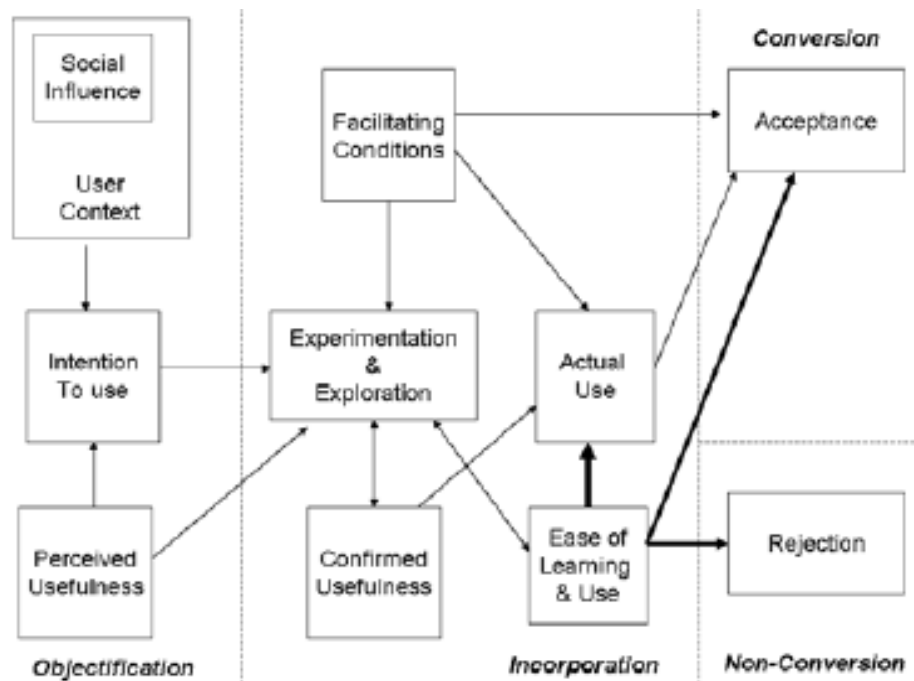 Social
Influence
User
Context
Intention
To use
Perceived
Usefulness
Objectification
Facilitating
Conditions
Experimentation
&
Exploration
Confirmed
Usefulness
Actual
Use
Ease of
Learning
& Use
Incorporation
Conversion
Acceptance
Rejection
Non-Conversion